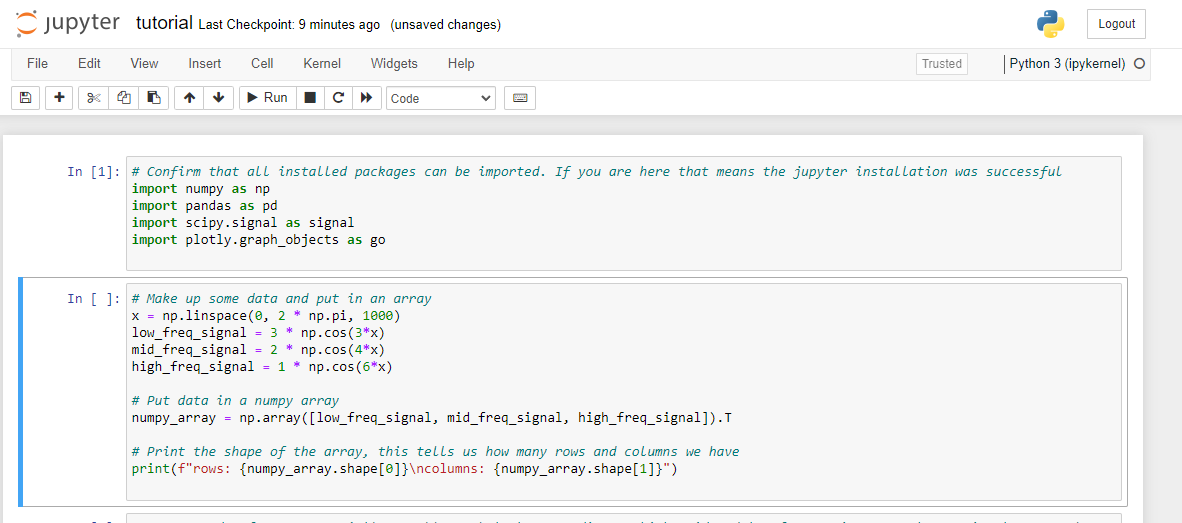 jupyter tutorial Last Checkpoint: 9 minutes ago (unsaved changes) Logout
File Edit View Insert Cell Kernel Widgets Help Trusted Python 3 (ipykernel)
Run Code
In [1]: # Confirm that all installed packages can be imported. If you are here that means the jupyter installation was successful
import numpy as np
import pandas as pd
import scipy.signal as signal
import plotly.graph_objects as go
In [ ]: # Make up some data and put in an array
x = np.linspace(0, 2 * np.pi, 1000)
low_freq_signal = 3 * np.cos(3*x)
mid_freq_signal = 2 * np.cos(4*x)
high_freq_signal = 1 * np.cos(6*x)
# Put data in a numpy array
numpy_array = np.array([low_freq_signal, mid_freq_signal, high_freq_signal]).T
# Print the shape of the array, this tells us how many rows and columns we have
print(f"rows: {numpy_array.shape[0]}\ncolumns: {numpy_array.shape[1]}")